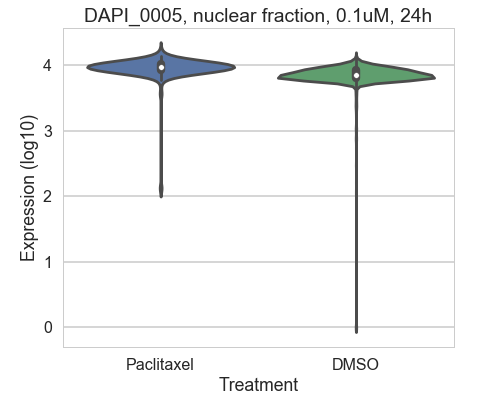 DAPI_0005, nuclear fraction, 0.1uM, 24h
Expression (log10)
4
3
2
1
0
Paclitaxel DMSO
Treatment